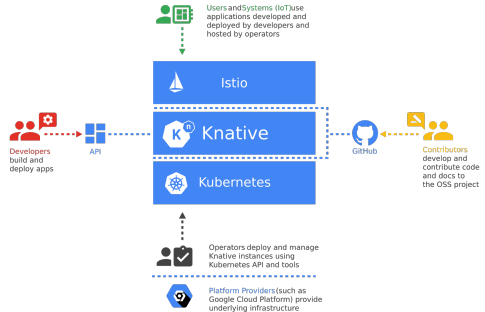 Users and Systems (IoT) use
applications developed and
deployed by developers and
hosted by operators
Istio
n
K
Knative
Kubernetes
Developers
build and
deploy apps
API
GitHub
Contributors
develop and
contribute code
and docs to
the OSS project
Operators deploy and manage
Knative instances using
Kubernetes API and tools
Platform Providers (such as
Google Cloud Platform) provide
underlying infrastructure